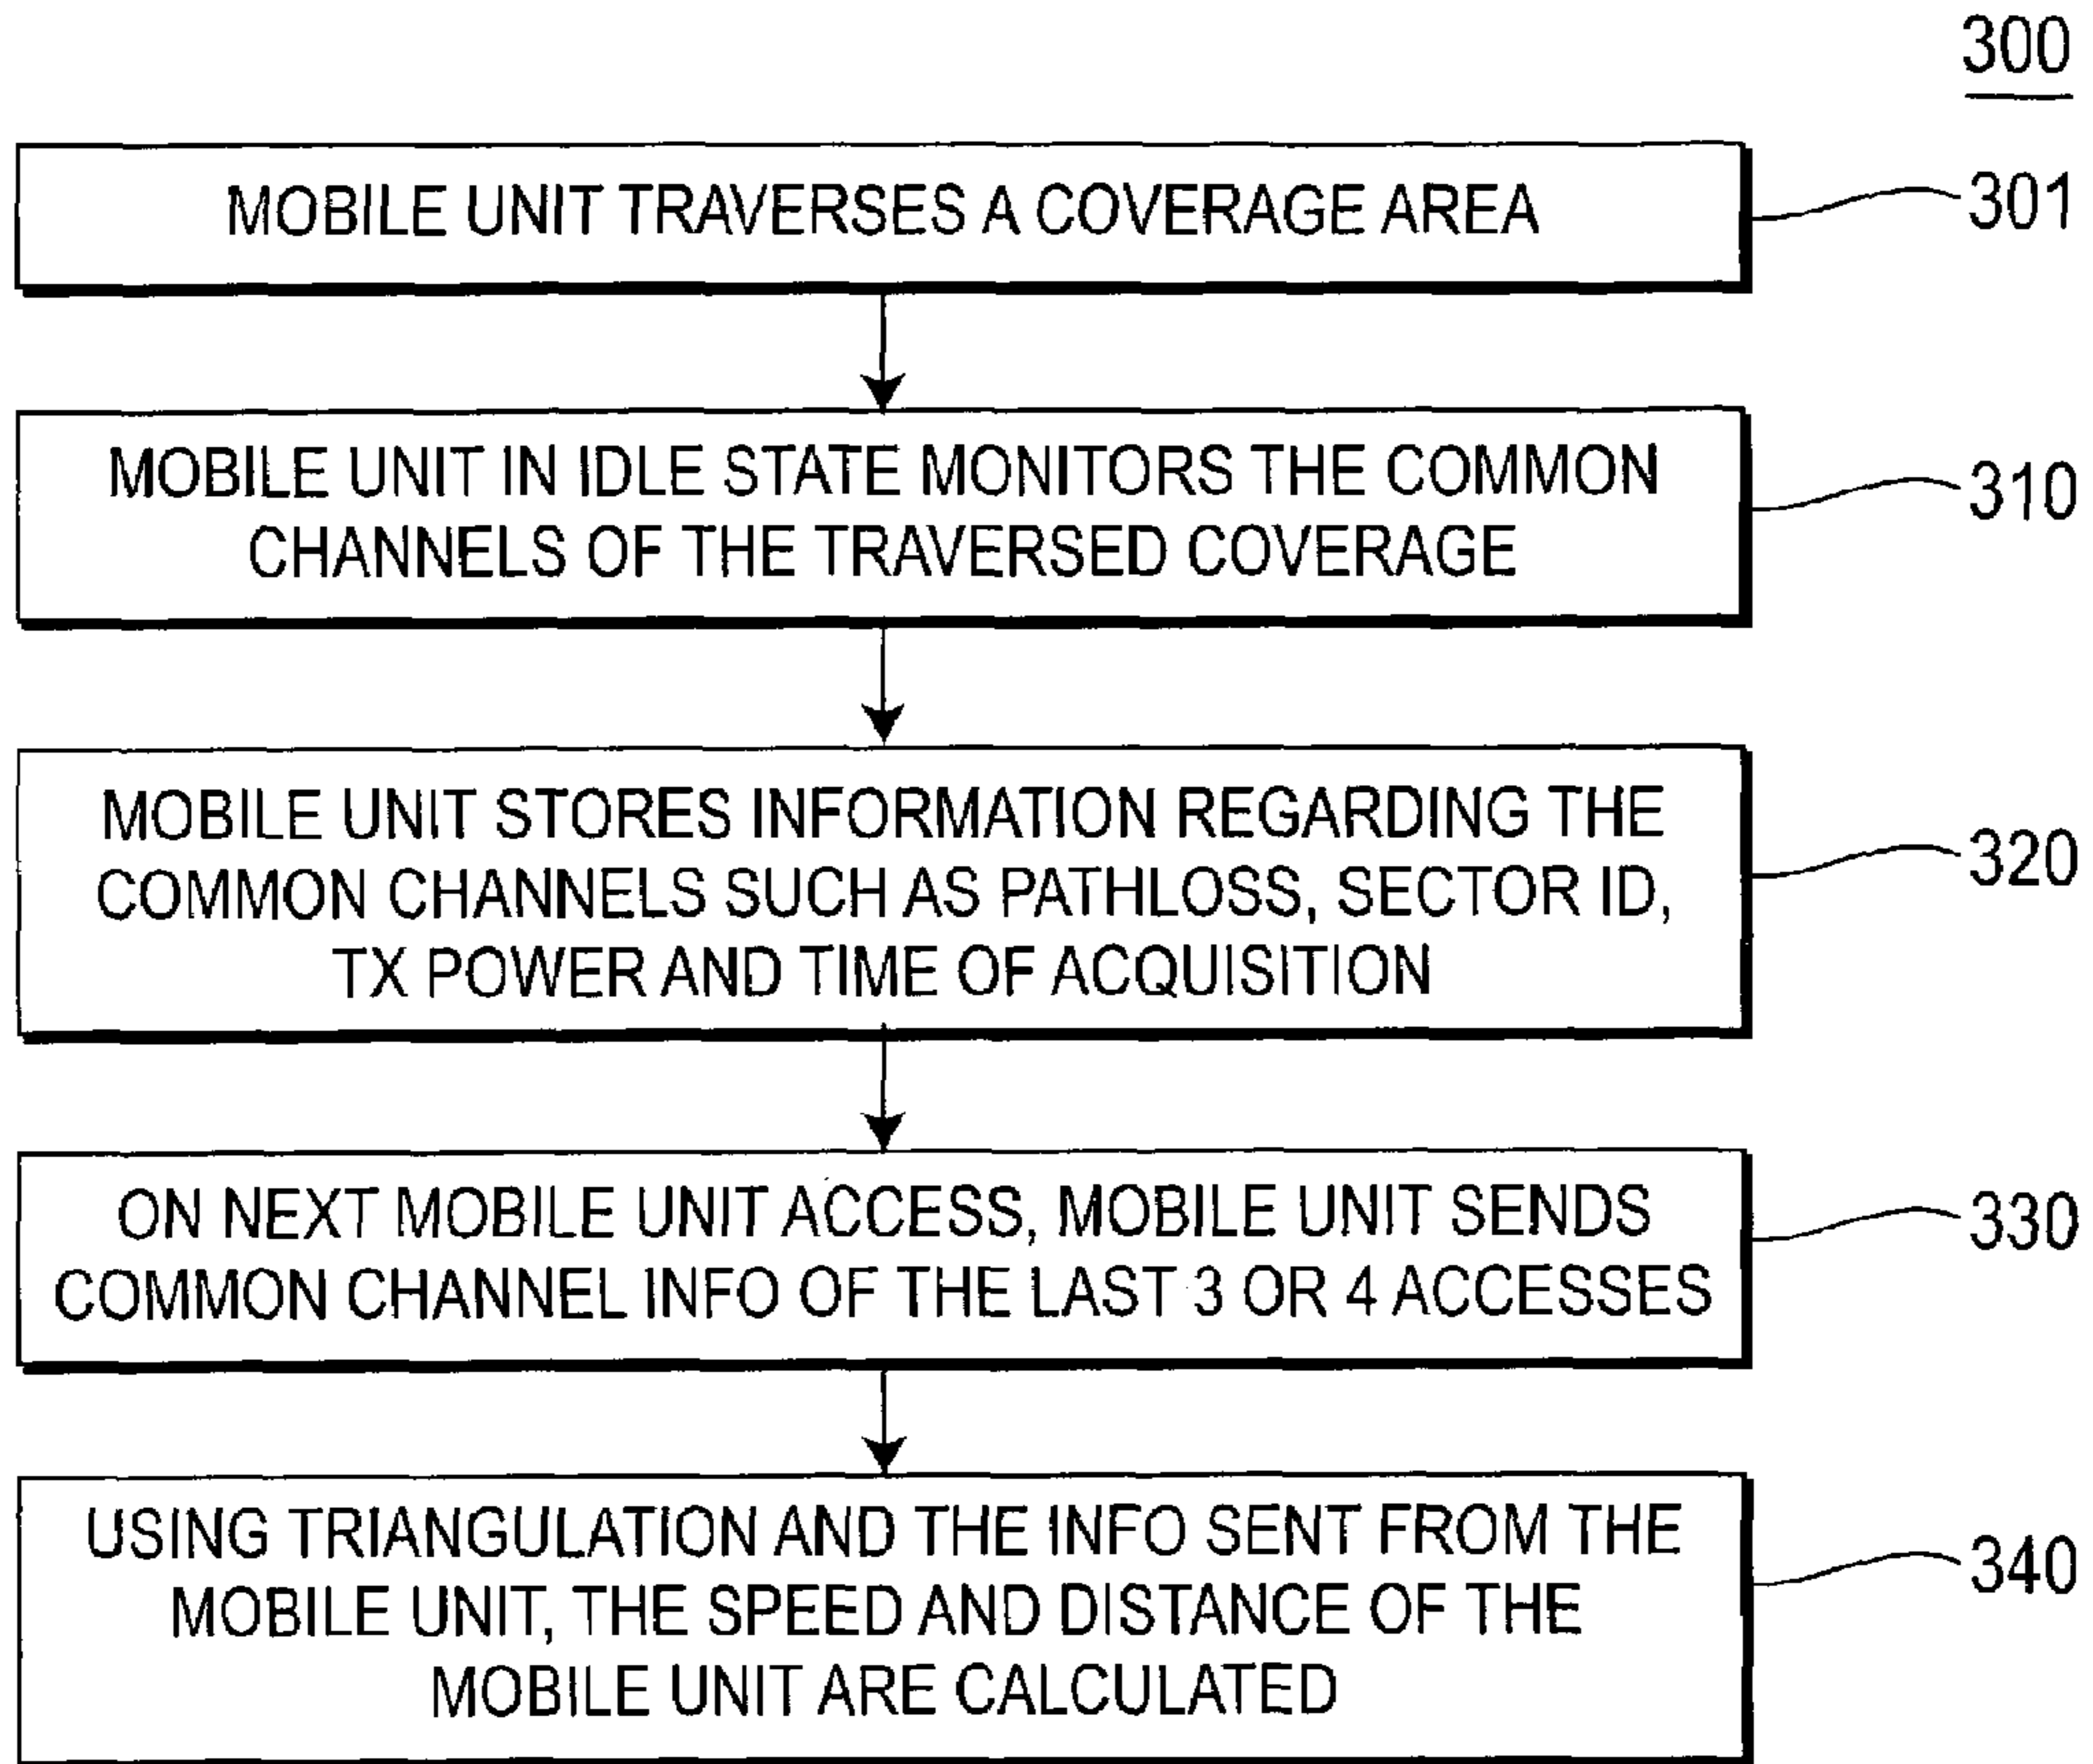 300
MOBILE UNIT TRAVERSES A COVERAGE AREA
301
MOBILE UNIT IN IDLE STATE MONITORS THE COMMON
CHANNELS OF THE TRAVERSED COVERAGE
310
MOBILE UNIT STORES INFORMATION REGARDING THE
COMMON CHANNELS SUCH AS PATHLOSS, SECTOR ID,
TX POWER AND TIME OF ACQUISITION
320
ON NEXT MOBILE UNIT ACCESS, MOBILE UNIT SENDS
COMMON CHANNEL INFO OF THE LAST 3 OR 4 ACCESSES
330
USING TRIANGULATION AND THE INFO SENT FROM THE
MOBILE UNIT, THE SPEED AND DISTANCE OF THE
MOBILE UNIT ARE CALCULATED
340